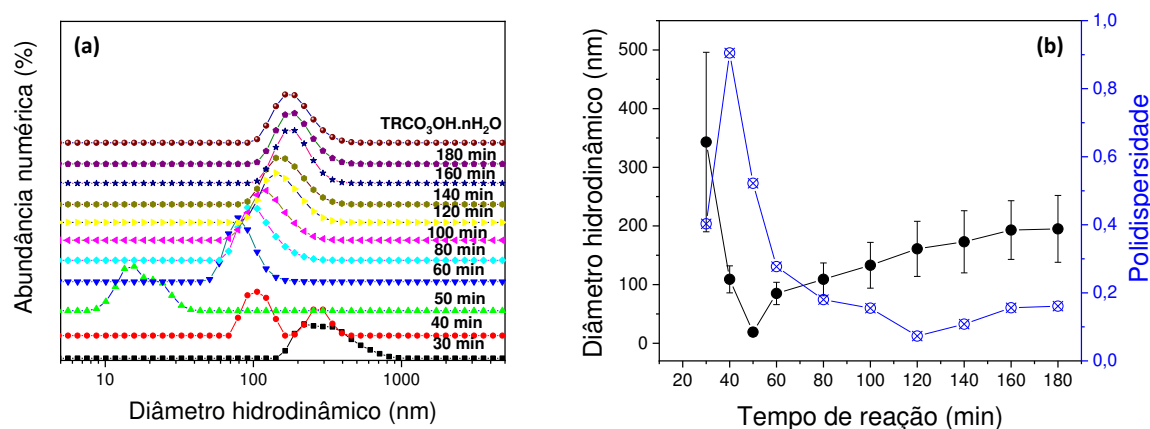 (a)
Abundância numérica (%)
TRCO3OH.nH2O
180 min
160 min
140 min
120 min
100 min
80 min
60 min
50 min
40 min
30 min
10
100
1000
Diâmetro hidrodinâmico (nm)
(b)
Diâmetro hidrodinâmico (nm)
500
400
300
200
100
0
1,0
0,8
0,6
0,4
0,2
0,0
Polidispersidade
20 40 60 80 100 120 140 160 180
Tempo de reação (min)